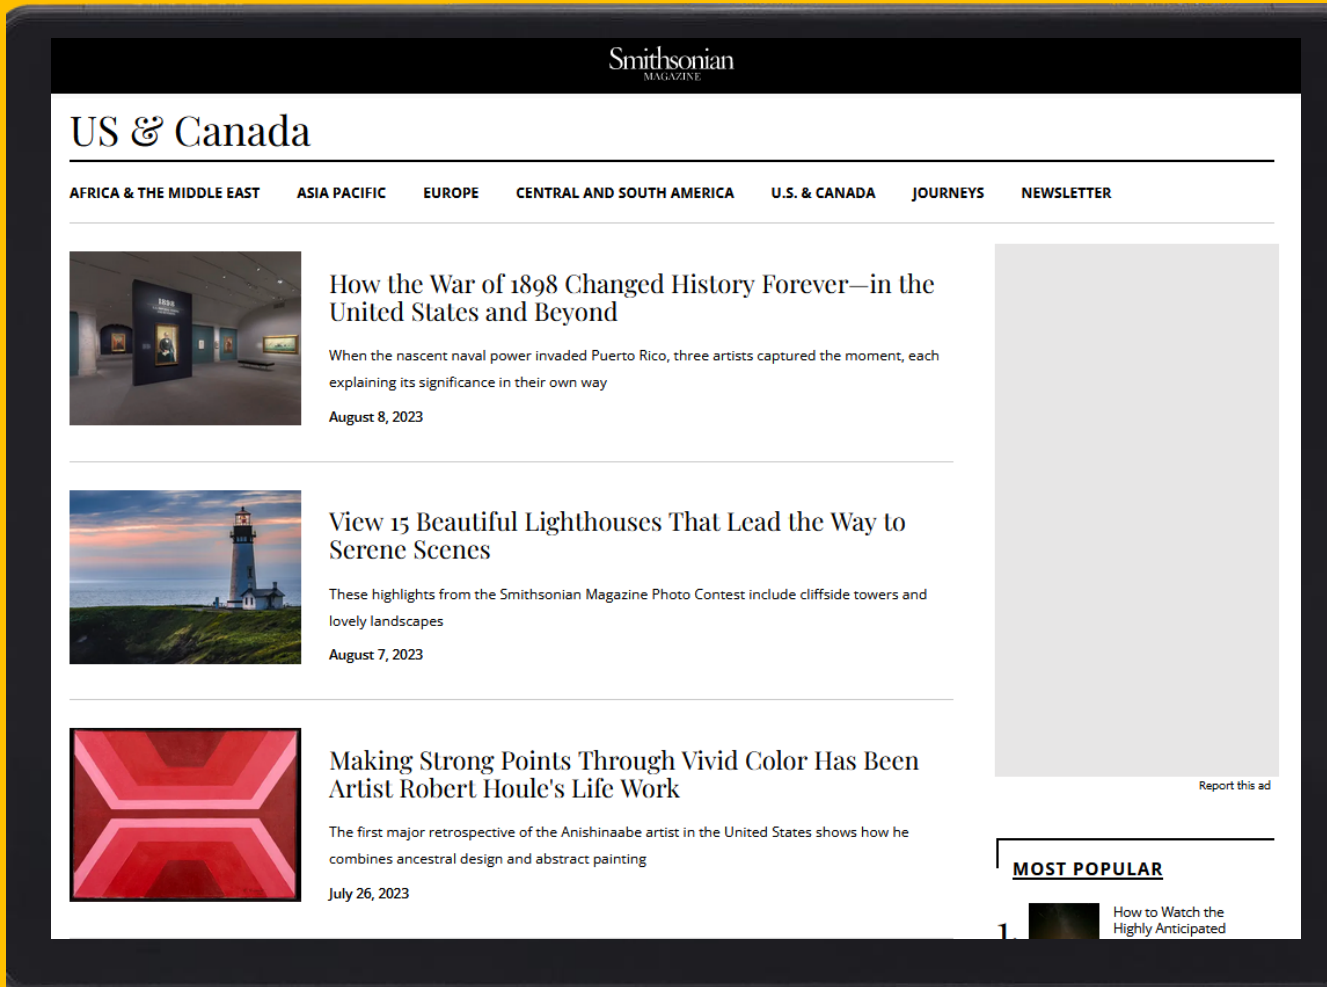 Smithsonian
MAGAZINE
US & Canada
AFRICA & THE MIDDLE EAST ASIA PACIFIC EUROPE CENTRAL AND SOUTH AMERICA U.S. & CANADA JOURNEYS NEWSLETTER
1898
How the War of 1898 Changed History Forever—in the
United States and Beyond
When the nascent naval power invaded Puerto Rico, three artists captured the moment, each
explaining its significance in their own way
August 8, 2023
View 15 Beautiful Lighthouses That Lead the Way to
Serene Scenes
These highlights from the Smithsonian Magazine Photo Contest include cliffside towers and
lovely landscapes
August 7, 2023
Making Strong Points Through Vivid Color Has Been
Artist Robert Houle's Life Work
The first major retrospective of the Anishinaabe artist in the United States shows how he
combines ancestral design and abstract painting
July 26, 2023
Report this ad
MOST POPULAR
1.
How to Watch the
Highly Anticipated